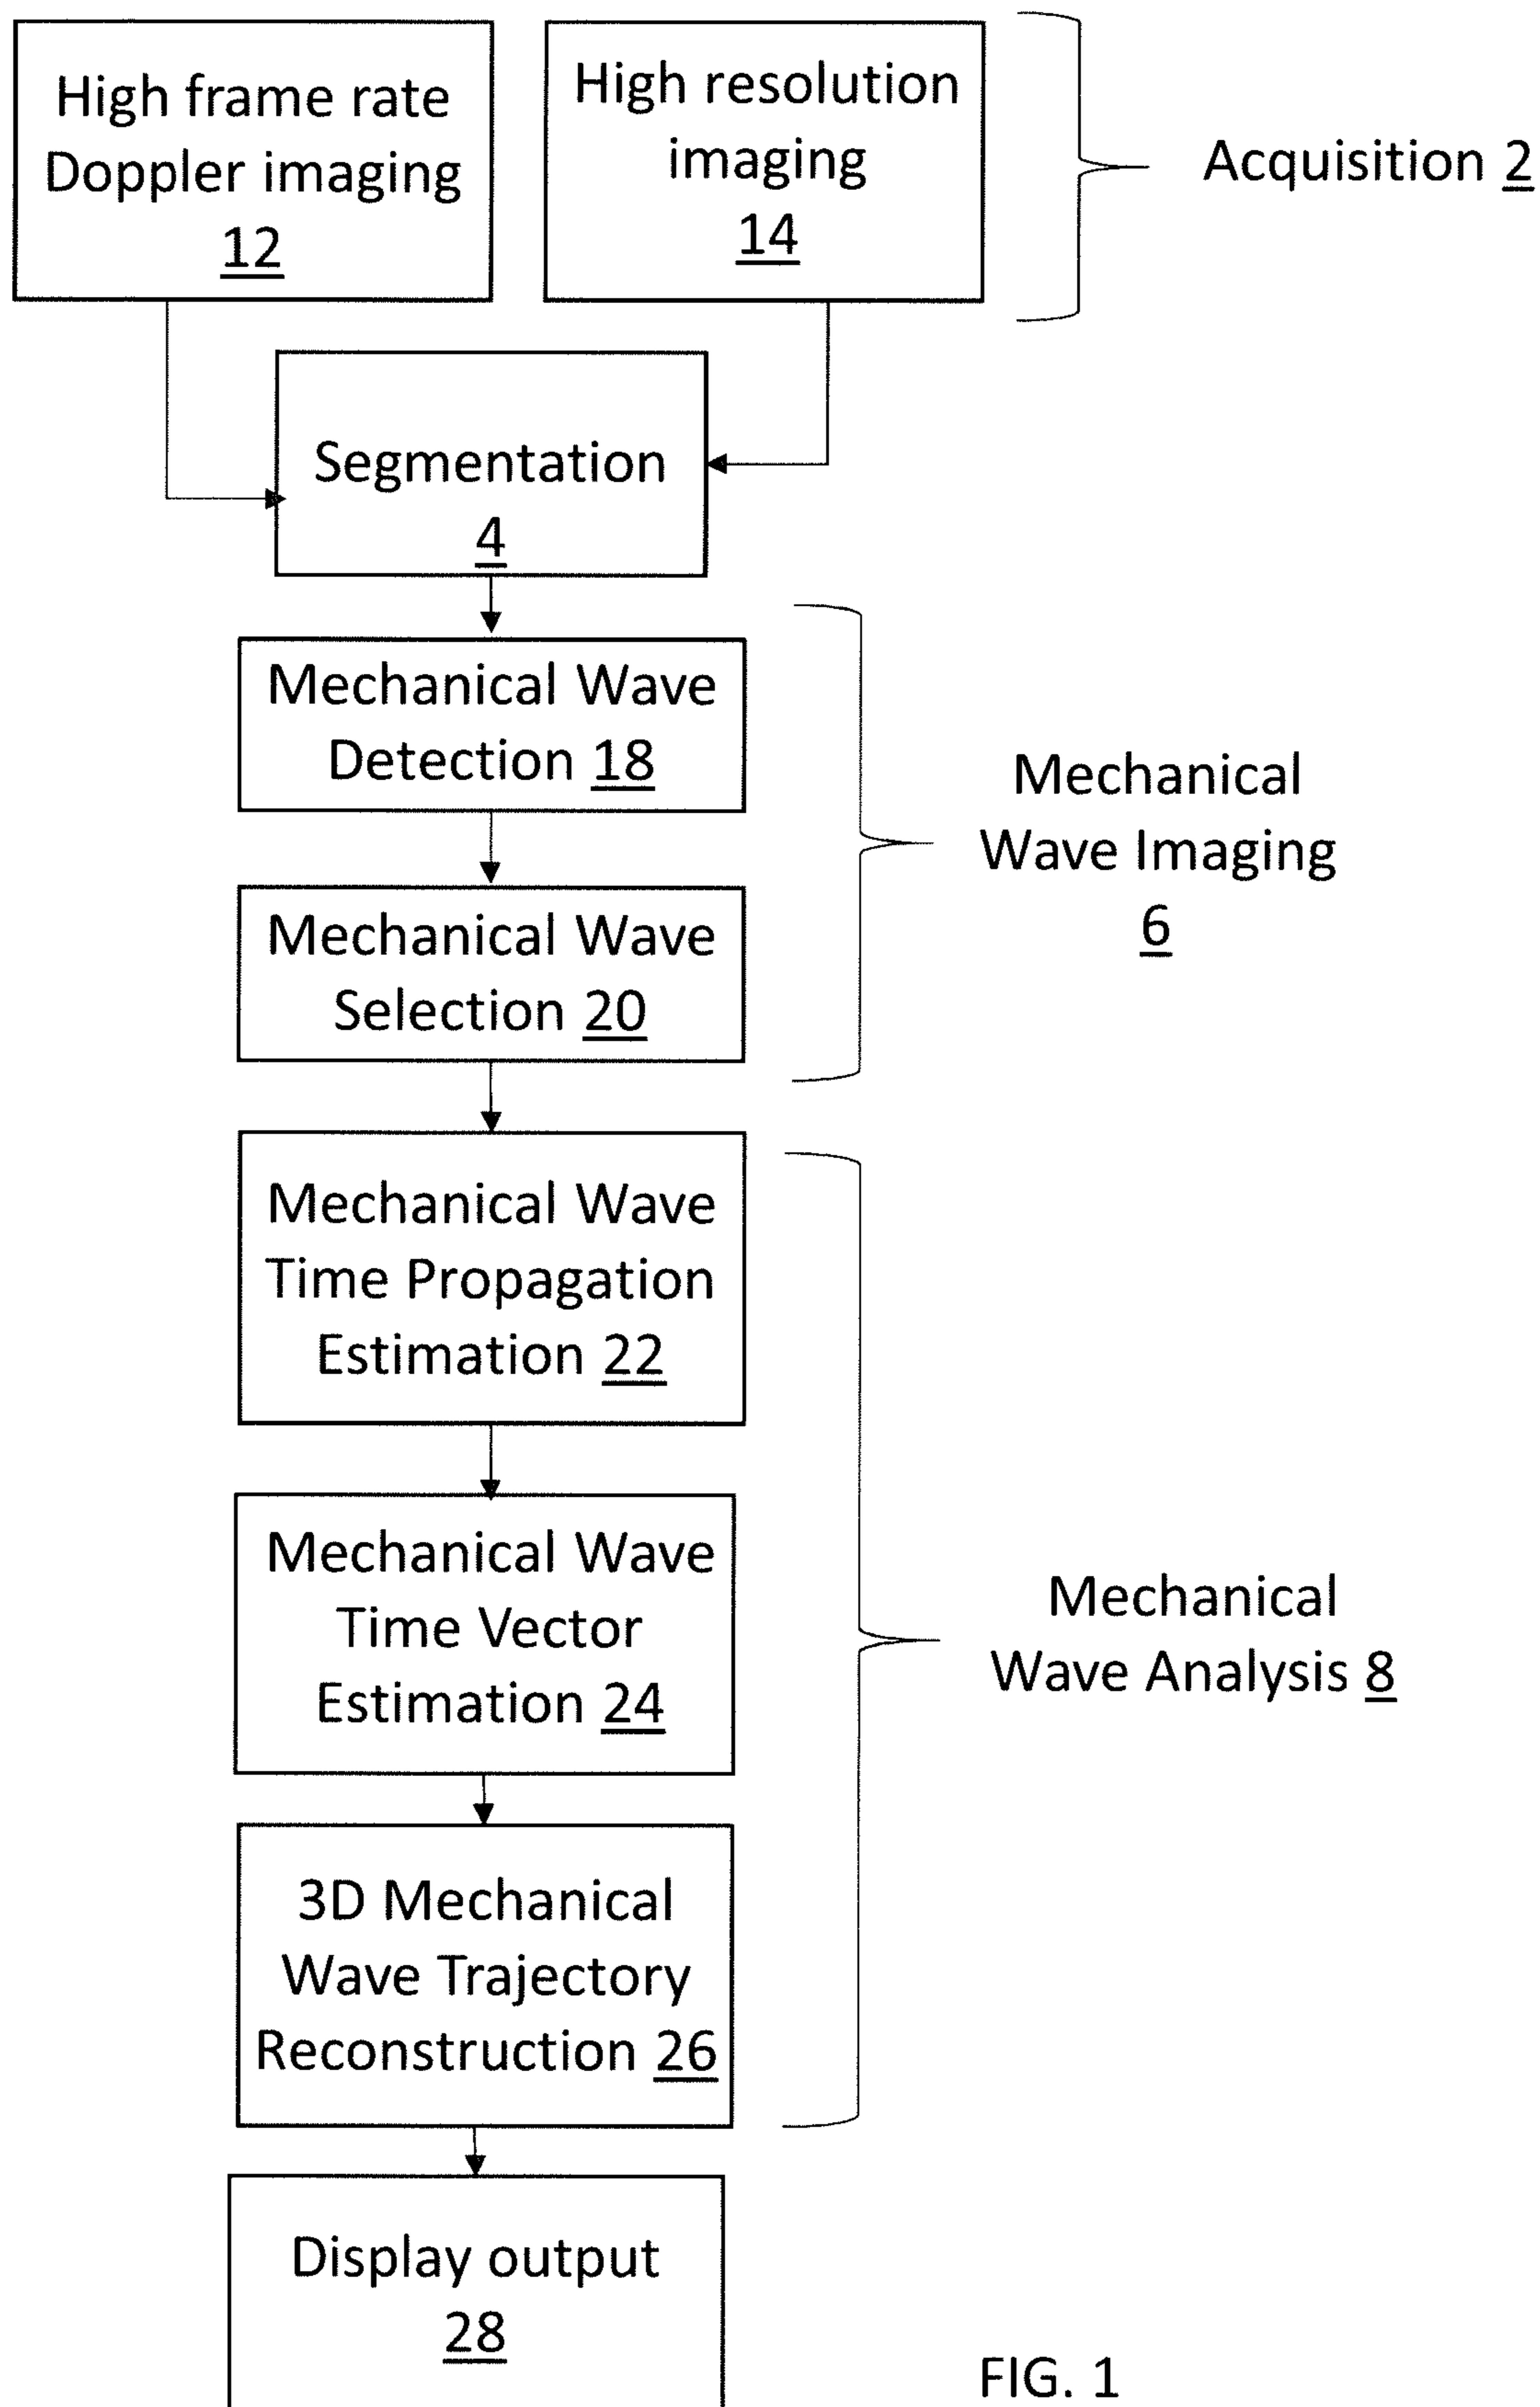 High frame rate
Doppler imaging
12
High resolution
imaging
14
Acquisition 2
Segmentation
4
Mechanical Wave
Detection 18
Mechanical Wave
Selection 20
Mechanical
Wave Imaging
6
Mechanical Wave
Time Propagation
Estimation 22
Mechanical Wave
Time Vector
Estimation 24
3D Mechanical
Wave Trajectory
Reconstruction 26
Mechanical
Wave Analysis 8
Display output
28
FIG. 1